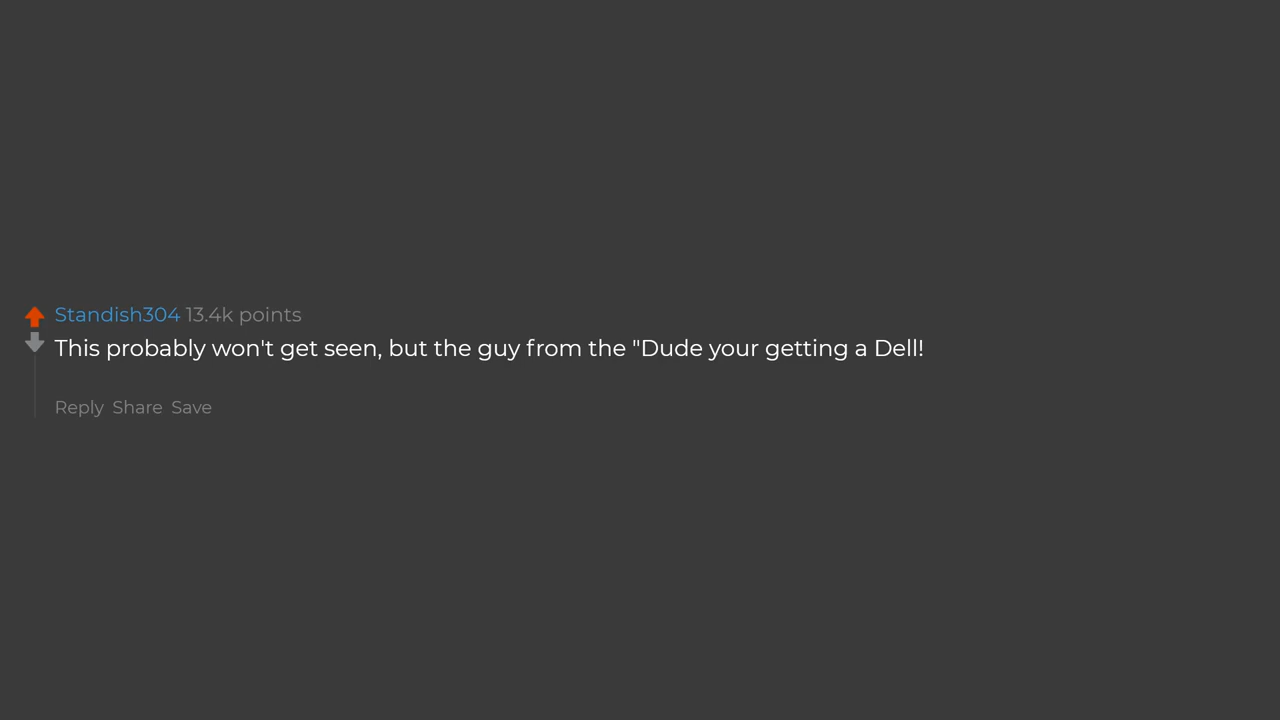 Standish304 13.4k points
This probably won't get seen, but the guy from the "Dude your getting a Dell!
Reply Share Save